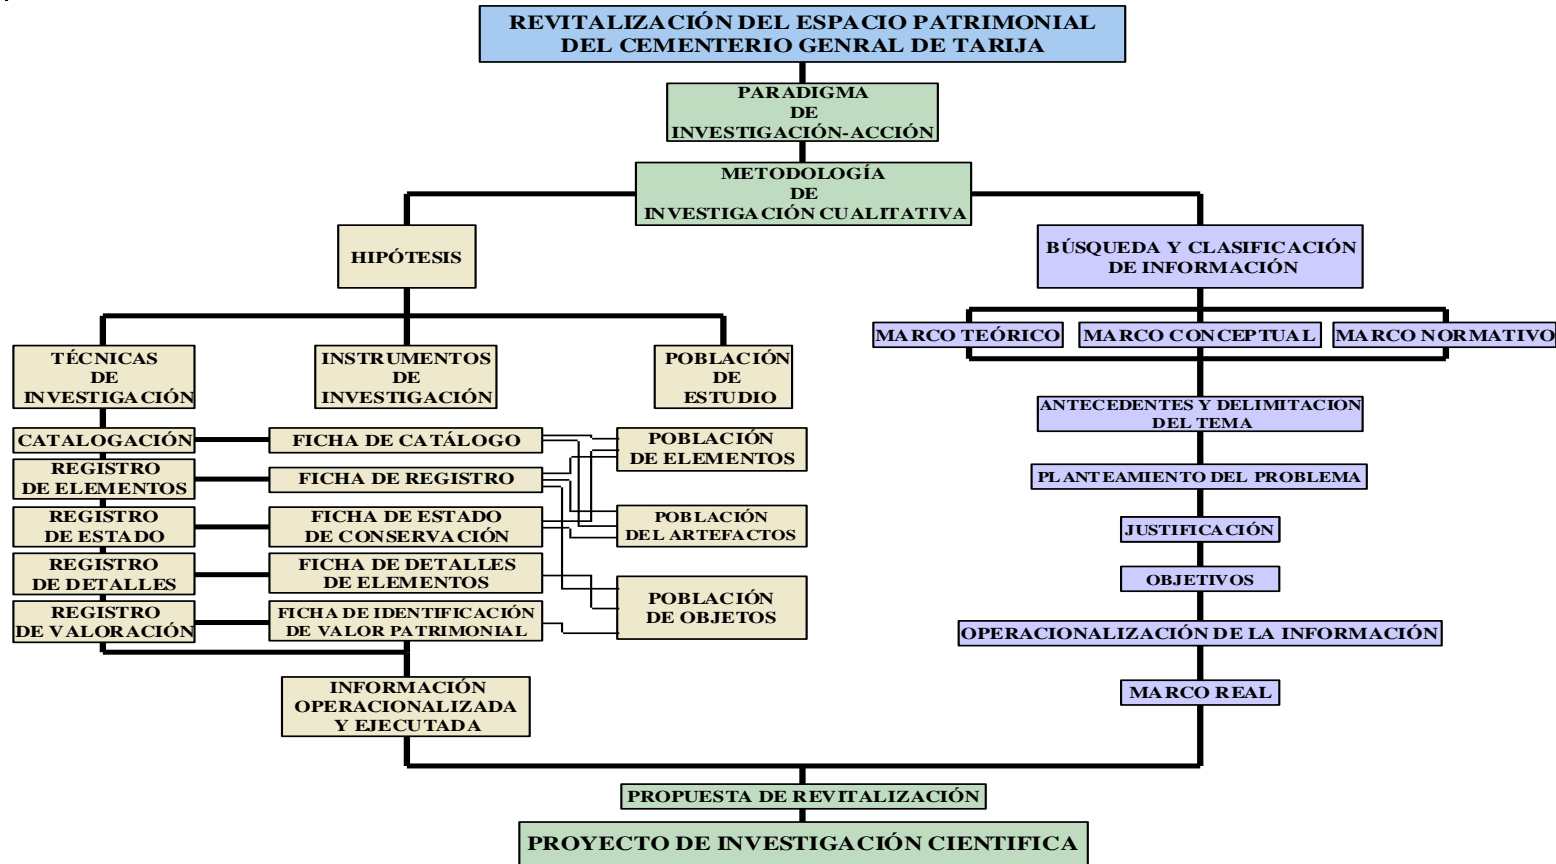 REVITALIZACIÓN DEL ESPACIO PATRIMONIAL
DEL CEMENTERIO GENRAL DE TARIJA
PARADIGMA
DE
INVESTIGACIÓN-ACCIÓN
METODOLOGÍA
DE
INVESTIGACIÓN CUALITATIVA
HIPÓTESIS
TÉCNICAS
DE
INVESTIGACIÓN
INSTRUMENTOS
DE
INVESTIGACIÓN
POBLACIÓN
DE
ESTUDIO
CATALOGACIÓN
FICHA DE CATÁLOGO
POBLACIÓN
DE ELEMENTOS
REGISTRO
DE ELEMENTOS
FICHA DE REGISTRO
REGISTRO
DE ESTADO
FICHA DE ESTADO
DE CONSERVACIÓN
POBLACIÓN
DEL ARTEFACTOS
REGISTRO
DE DETALLES
FICHA DE DETALLES
DE ELEMENTOS
POBLACIÓN
DE OBJETOS
REGISTRO
DE VALORACIÓN
FICHA DE IDENTIFICACIÓN
DE VALOR PATRIMONIAL
INFORMACIÓN
OPERACIONALIZADA
Y EJECUTADA
BÚSQUEDA Y CLASIFICACIÓN
DE INFORMACIÓN
MARCO TEÓRICO
MARCO CONCEPTUAL
MARCO NORMATIVO
ANTECEDENTES Y DELIMITACION
DEL TEMA
PLANTEAMIENTO DEL PROBLEMA
JUSTIFICACIÓN
OBJETIVOS
OPERACIONALIZACIÓN DE LA INFORMACIÓN
MARCO REAL
PROPUESTA DE REVITALIZACIÓN
PROYECTO DE INVESTIGACIÓN CIENTIFICA